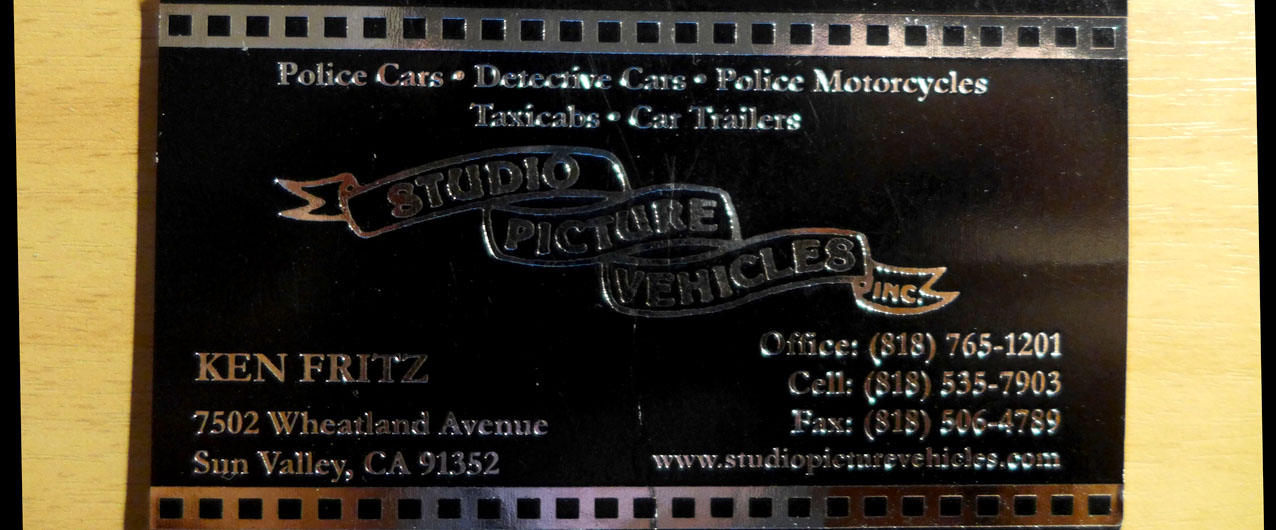 Police Cars • Detective Cars • Police Motorcycles
Taxicabs • Car Trailers
STUDIO
PICTURE
VEHICLES
INC.
KEN FRITZ
7502 Wheatland Avenue
Sun Valley, CA 91352
Office: (818) 765-1201
Cell: (818) 535-7903
Fax: (818) 506-4789
www.studiopicturevehicles.com